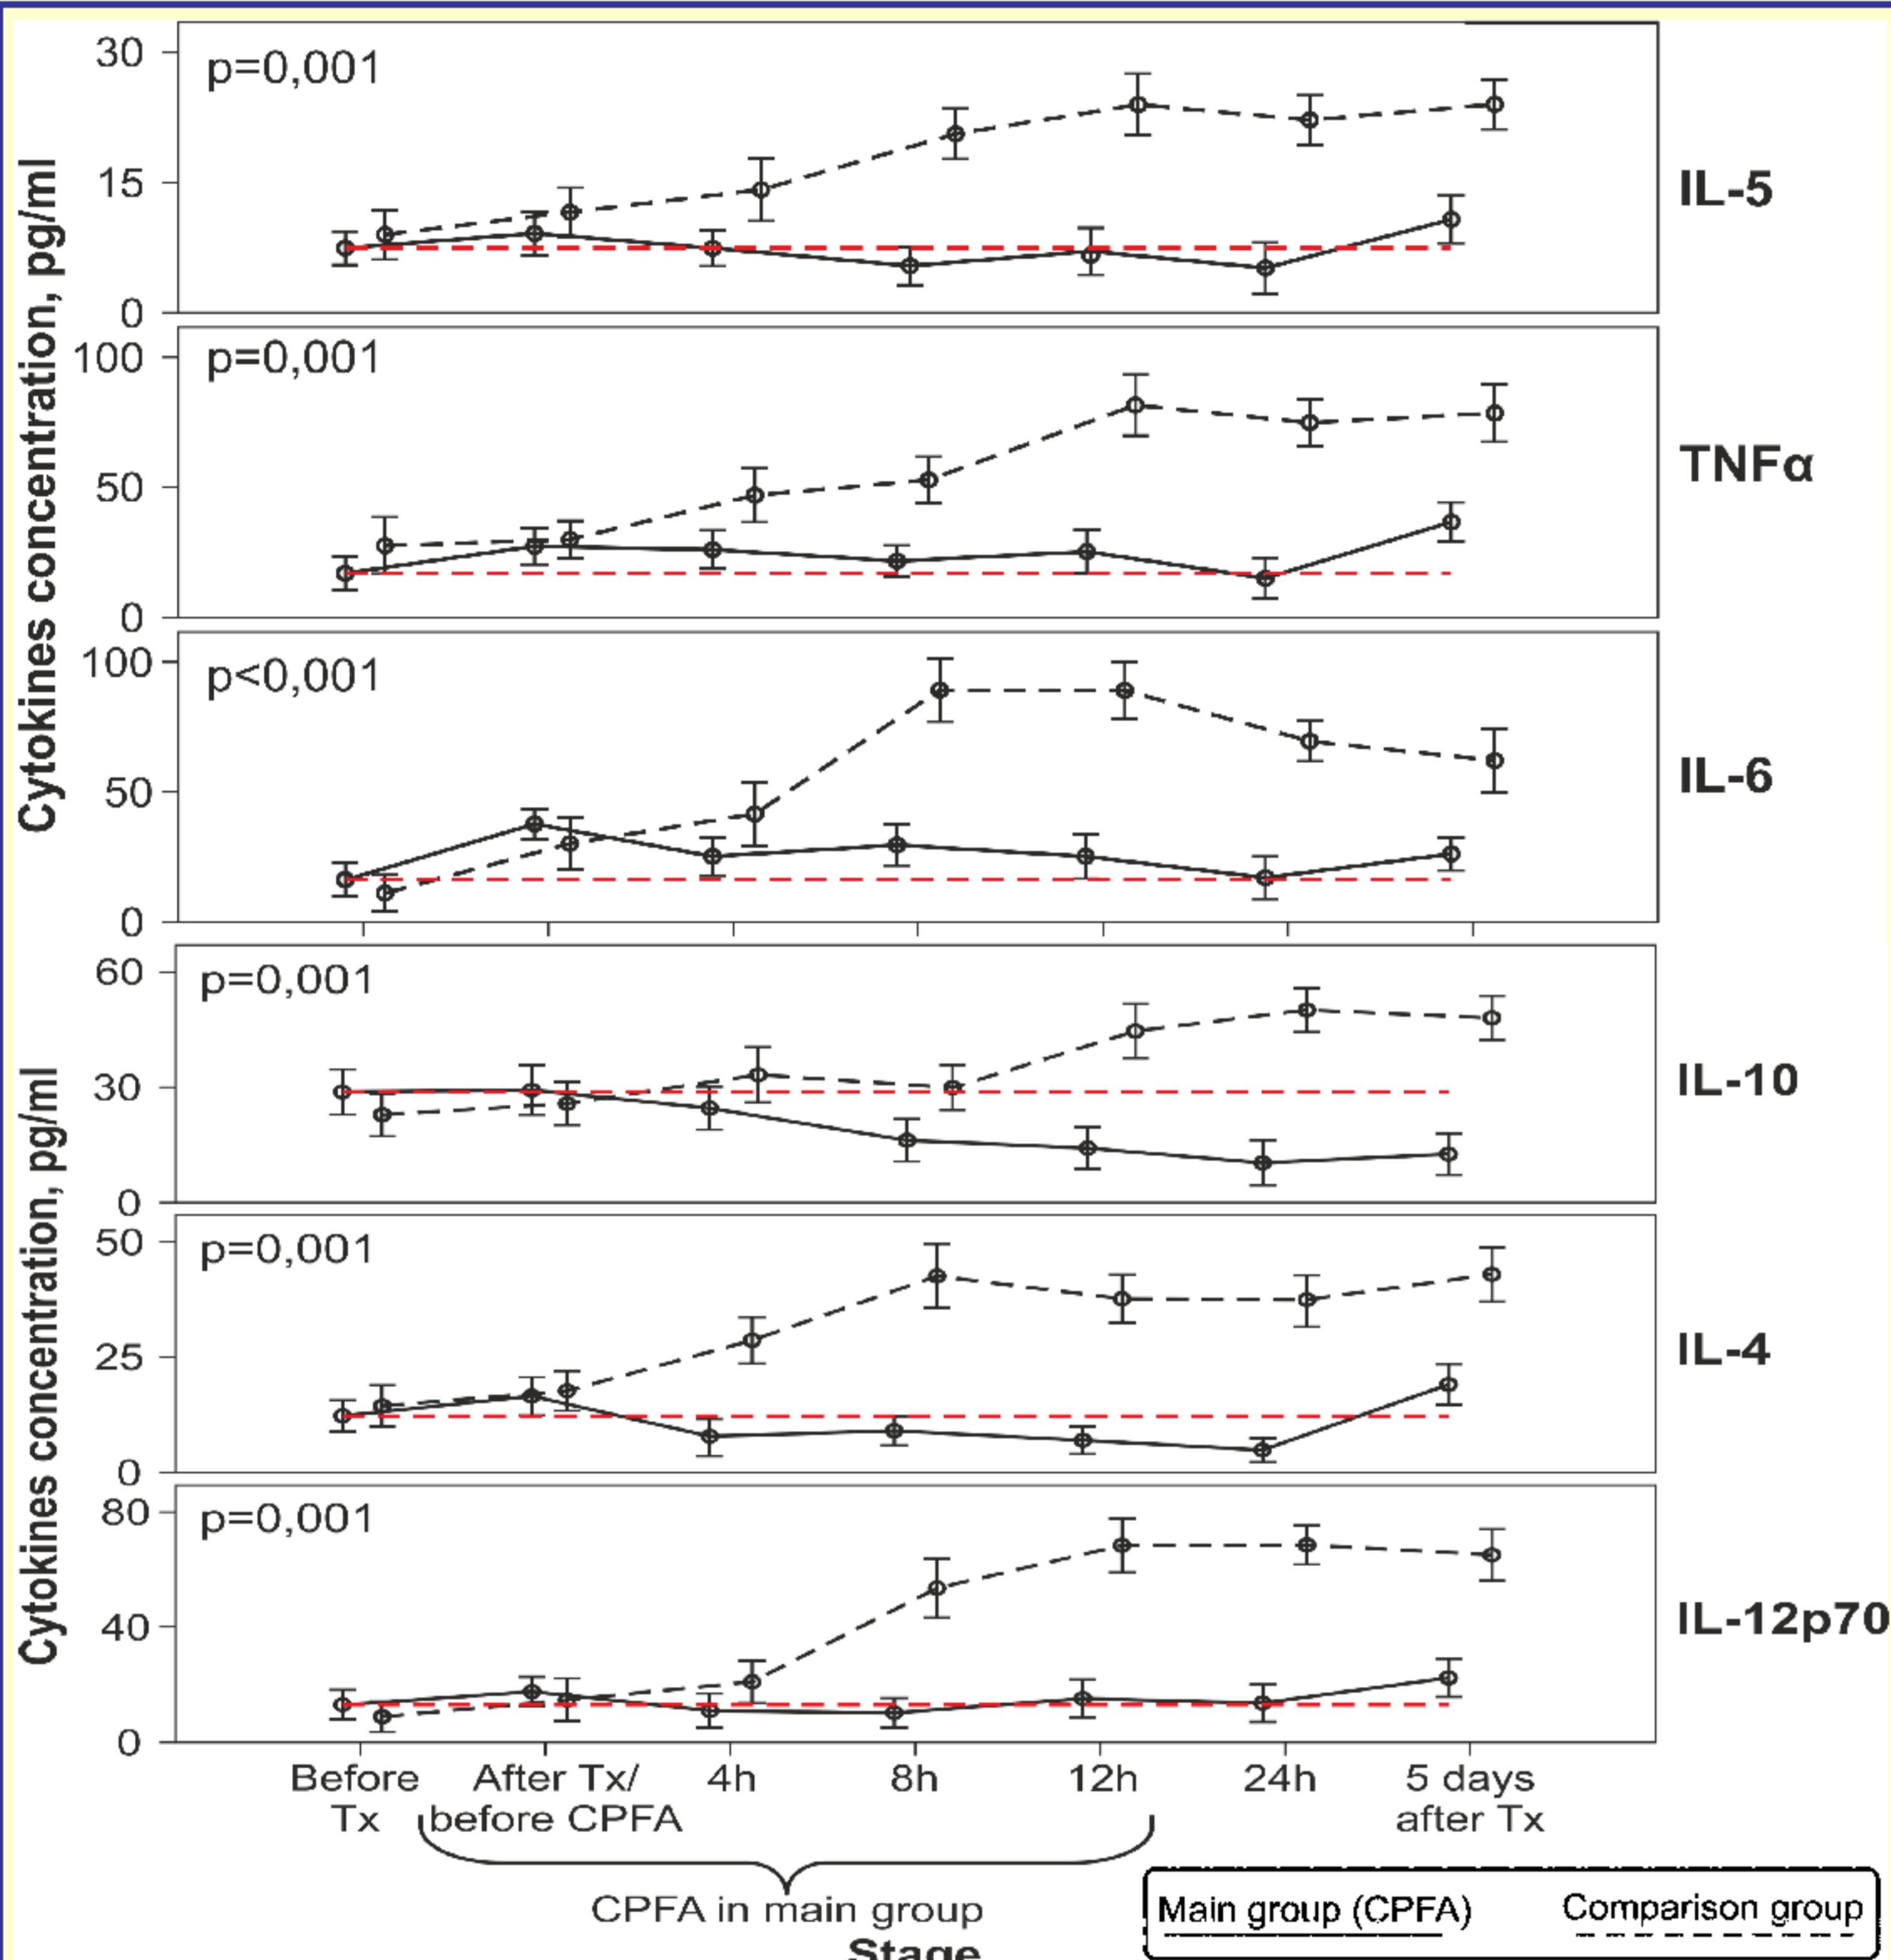 Cytokines concentration, pg/ml
30
15
0
p=0,001
IL-5
100
50
0
p=0,001
TNFα
100
50
0
p<0,001
IL-6
Cytokines concentration, pg/ml
60
30
0
p=0,001
IL-10
50
25
0
p=0,001
IL-4
80
40
0
p=0,001
IL-12p70
Before After Tx/ 4h 8h 12h 24h 5 days
Tx before CPFA after Tx
CPFA in main group
Stage
Main group (CPFA) Comparison group